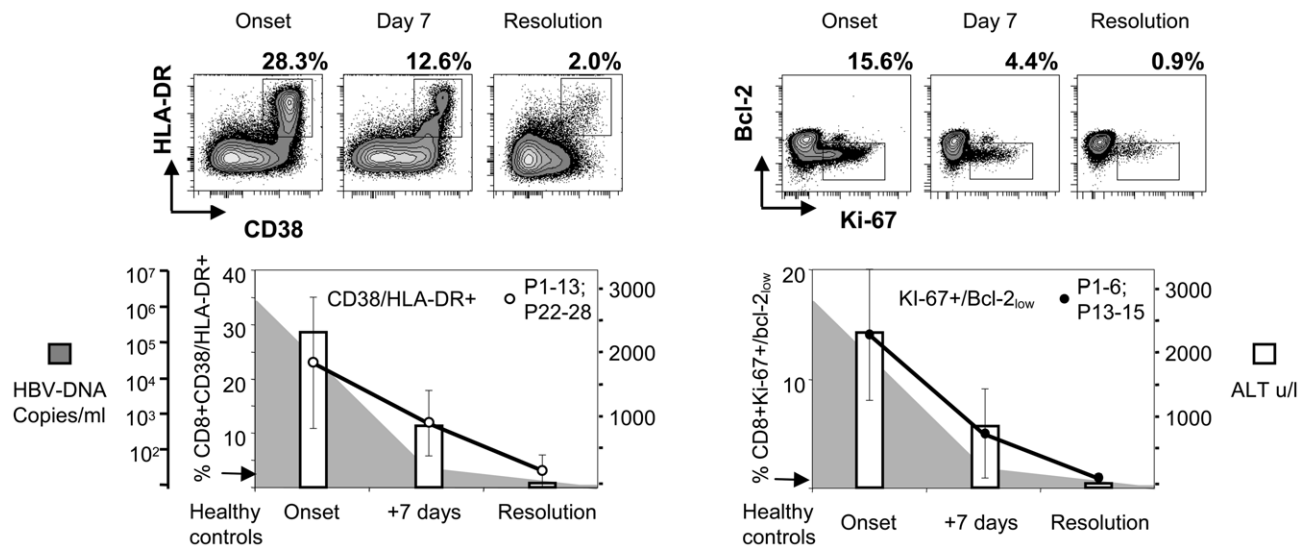 Onset Day 7 Resolution
28.3% 12.6% 2.0%
HLA-DR
CD38
Onset Day 7 Resolution
15.6% 4.4% 0.9%
Bcl-2
Ki-67
HBV-DNA
Copies/ml
10⁷
10⁶
10⁵
10⁴
10³
10²
% CD8+CD38/HLA-DR+
40
30
20
10
CD38/HLA-DR+
P1-13;
P22-28
3000
2000
1000
Healthy
controls
Onset +7 days Resolution
% CD8+Ki-67+/bcl-2low
20
10
KI-67+/Bcl-2low
P1-6;
P13-15
3000
2000
1000
Healthy
controls
Onset +7 days Resolution
ALT u/l